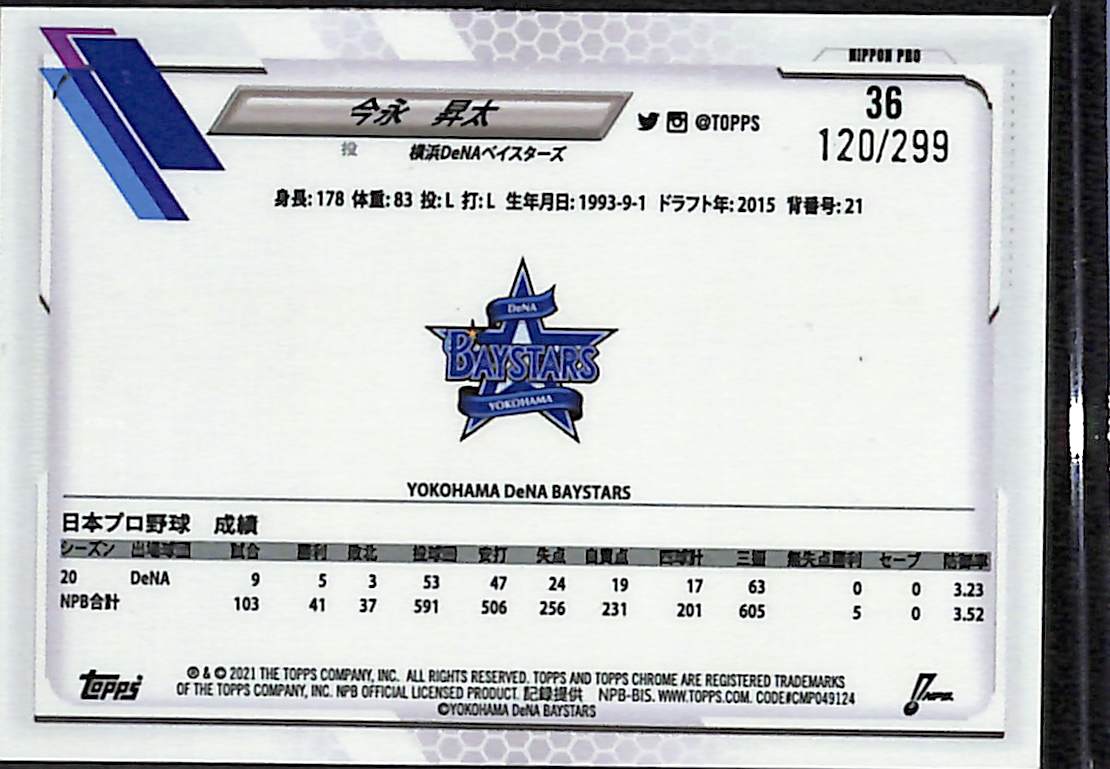 NIPPON PRO
36
120/299
今永 昇太
@TOPPS
投 横浜DeNAベイスターズ
身長: 178 体重: 83 投: L 打: L 生年月日: 1993-9-1 ドラフト年: 2015 背番号: 21
DeNA
BAYSTARS
YOKOHAMA
YOKOHAMA DeNA BAYSTARS
日本プロ野球 成績
シーズン 出場球団 試合 勝利 敗北 投球回 安打 失点 自責点 四球計 三振 無失点勝利 セーブ 防御率
20 DeNA 9 5 3 53 47 24 19 17 63 0 0 3.23
NPB合計 103 41 37 591 506 256 231 201 605 5 0 3.52
topps
® & © 2021 THE TOPPS COMPANY, INC. ALL RIGHTS RESERVED. TOPPS AND TOPPS CHROME ARE REGISTERED TRADEMARKS
OF THE TOPPS COMPANY, INC. NPB OFFICIAL LICENSED PRODUCT. 記録提供 NPB-BIS. WWW.TOPPS.COM. CODE#CMP049124
©YOKOHAMA DeNA BAYSTARS
NPB